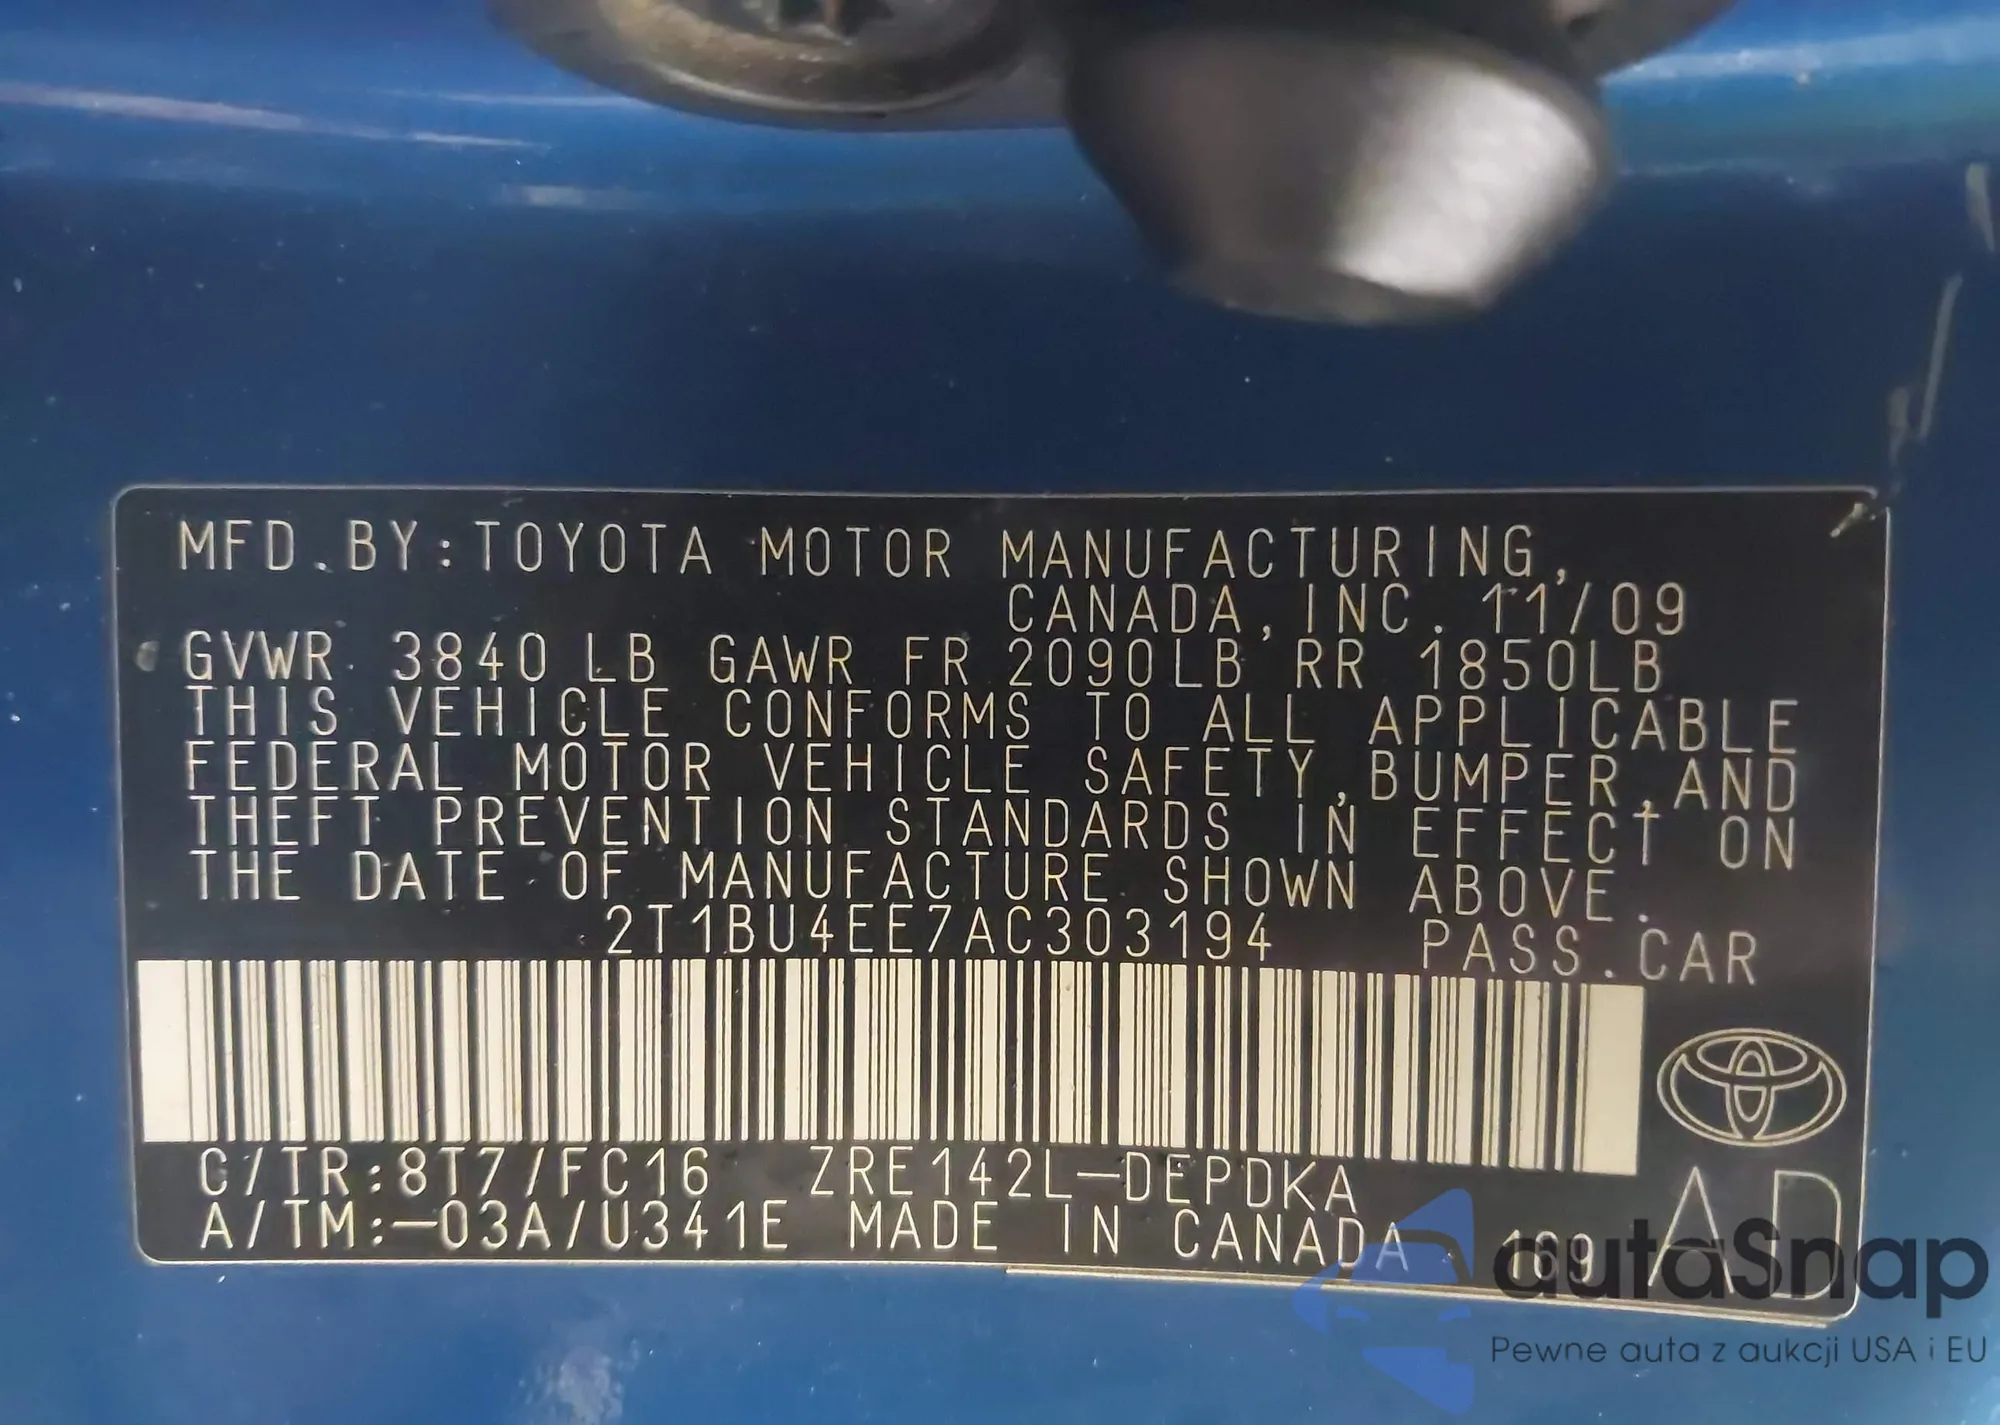 MFD.BY:TOYOTA MOTOR MANUFACTURING,
CANADA,INC. 11/09
GVWR 3840 LB GAWR FR 2090LB RR 1850LB
THIS VEHICLE CONFORMS TO ALL APPLICABLE
FEDERAL MOTOR VEHICLE SAFETY,BUMPER,AND
THEFT PREVENTION STANDARDS IN EFFECT ON
THE DATE OF MANUFACTURE SHOWN ABOVE.
2T1BU4EE7AC303194 PASS.CAR
C/TR:8T7/FC16 ZRE142L-DEPDKA
A/TM:-03A/U341E MADE IN CANADA. 169 AD
autaSnap
Pewne auta z aukcji USA i EU